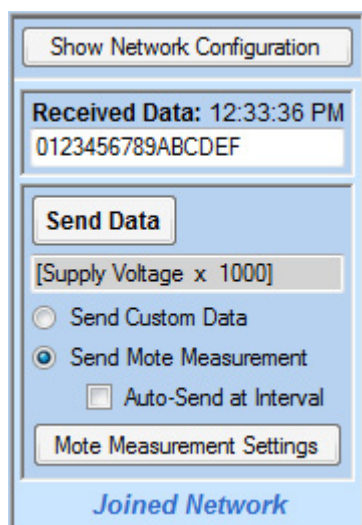 Show Network Configuration
Received Data: 12:33:36 PM
0123456789ABCDEF
Send Data
[Supply Voltage x 1000]
Send Custom Data
Send Mote Measurement
Auto-Send at Interval
Mote Measurement Settings
Joined Network